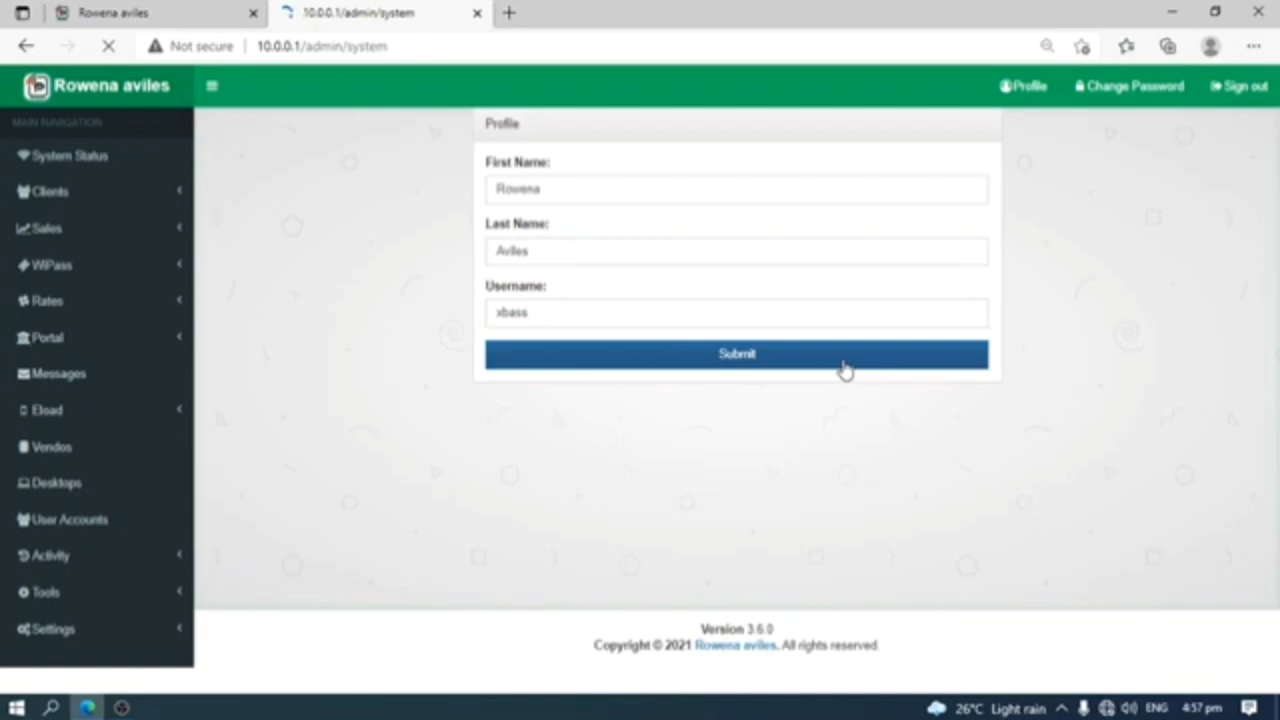 Rowena aviles
10.0.0.1/admin/system
Not secure
10.0.0.1/admin/system
Rowena aviles
Profile
Change Password
Sign out
MAIN NAVIGATION
System Status
Clients
Sales
WiPass
Rates
Portal
Messages
Eload
Vendos
Desktops
User Accounts
Activity
Tools
Settings
Profile
First Name:
Rowena
Last Name:
Aviles
Username:
xbass
Submit
Version 3.6.0
Copyright © 2021 Rowena aviles. All rights reserved.
26°C Light rain
ENG
4:57 pm